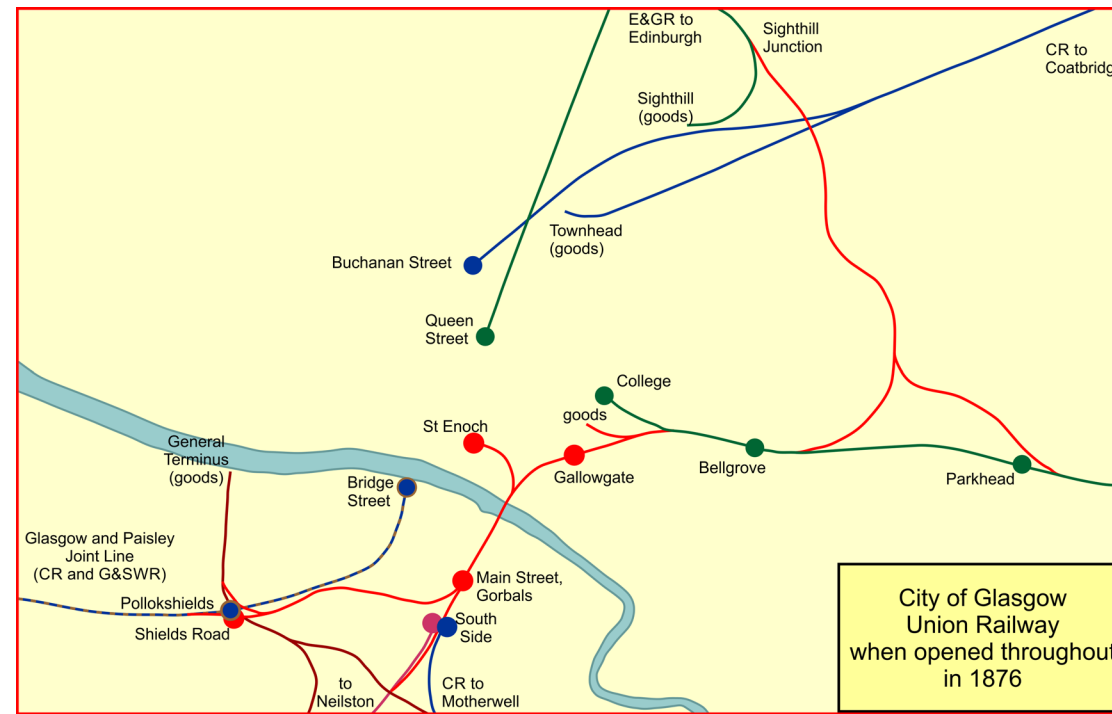 E&GR to
Edinburgh
Sighthill
Junction
CR to
Coatbridg
Sighthill
(goods)
Townhead
(goods)
Buchanan Street
Queen
Street
College
goods
St Enoch
Gallowgate
Bellgrove
Parkhead
General
Terminus
(goods)
Bridge
Street
Glasgow and Paisley
Joint Line
(CR and G&SWR)
Pollokshields
Shields Road
Main Street,
Gorbals
South
Side
to
Neilston
CR to
Motherwell
City of Glasgow
Union Railway
when opened throughout
in 1876